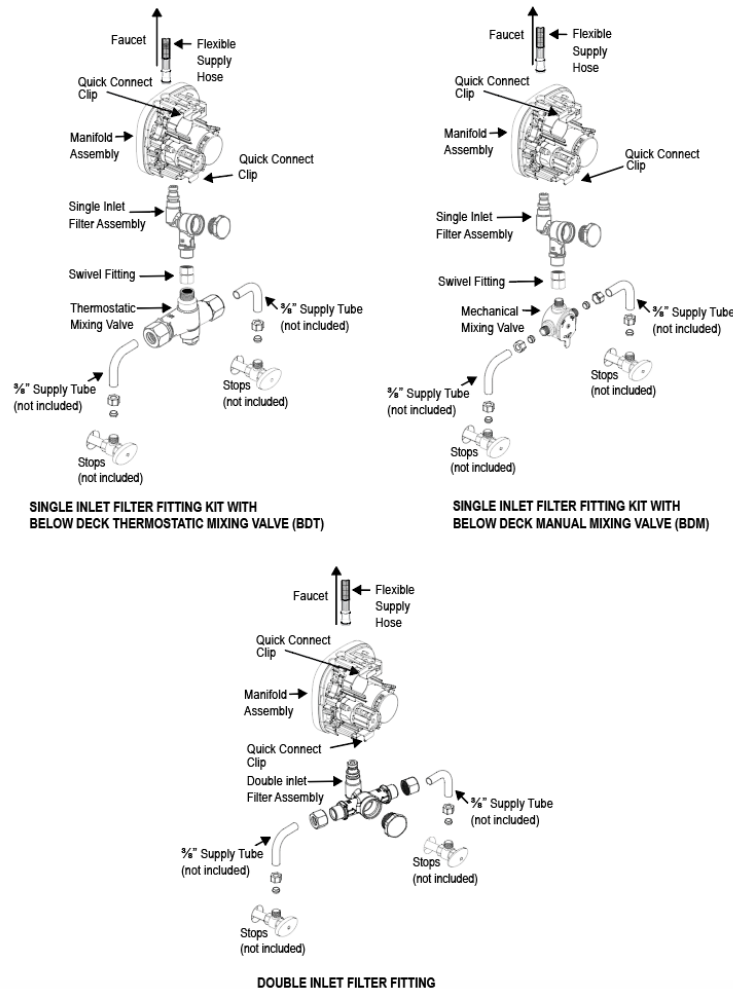 Faucet
Flexible
Supply
Hose
Quick Connect
Clip
Manifold
Assembly
Quick Connect
Clip
Single Inlet
Filter Assembly
Swivel Fitting
Thermostatic
Mixing Valve
⅜" Supply Tube
(not included)
⅜" Supply Tube
(not included)
Stops
(not included)
Stops
(not included)
SINGLE INLET FILTER FITTING KIT WITH
BELOW DECK THERMOSTATIC MIXING VALVE (BDT)
Faucet
Flexible
Supply
Hose
Quick Connect
Clip
Manifold
Assembly
Quick Connect
Clip
Single Inlet
Filter Assembly
Swivel Fitting
Mechanical
Mixing Valve
⅜" Supply Tube
(not included)
⅜" Supply Tube
(not included)
Stops
(not included)
Stops
(not included)
SINGLE INLET FILTER FITTING KIT WITH
BELOW DECK MANUAL MIXING VALVE (BDM)
Faucet
Flexible
Supply
Hose
Quick Connect
Clip
Manifold
Assembly
Quick Connect
Clip
Double inlet
Filter Assembly
⅜" Supply Tube
(not included)
⅜" Supply Tube
(not included)
Stops
(not included)
Stops
(not included)
DOUBLE INLET FILTER FITTING